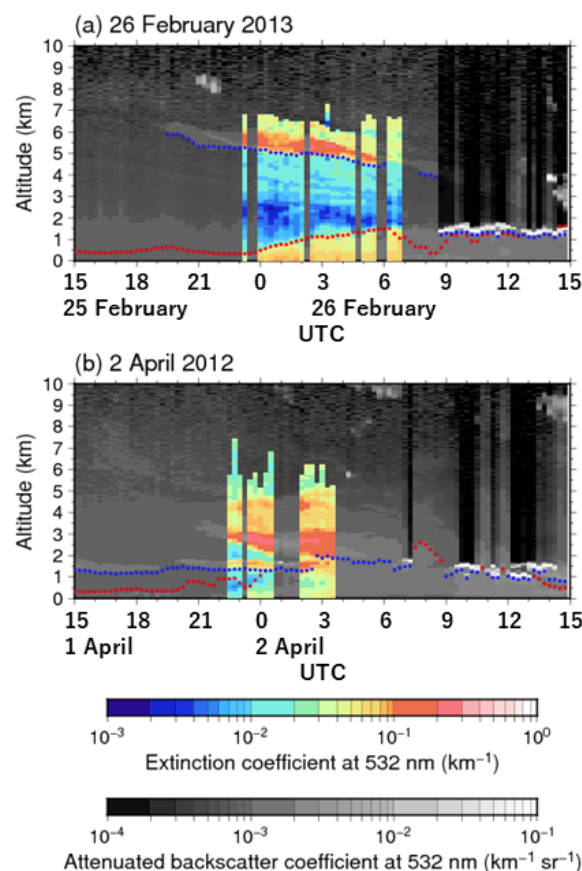 (a) 26 February 2013
10
9
8
7
6
5
4
3
2
1
0
Altitude (km)
15 18 21 0 3 6 9 12 15
25 February 26 February
UTC
(b) 2 April 2012
10
9
8
7
6
5
4
3
2
1
0
Altitude (km)
15 18 21 0 3 6 9 12 15
1 April 2 April
UTC
10⁻³ 10⁻² 10⁻¹ 10⁰
Extinction coefficient at 532 nm (km⁻¹)
10⁻⁴ 10⁻³ 10⁻² 10⁻¹
Attenuated backscatter coefficient at 532 nm (km⁻¹ sr⁻¹)